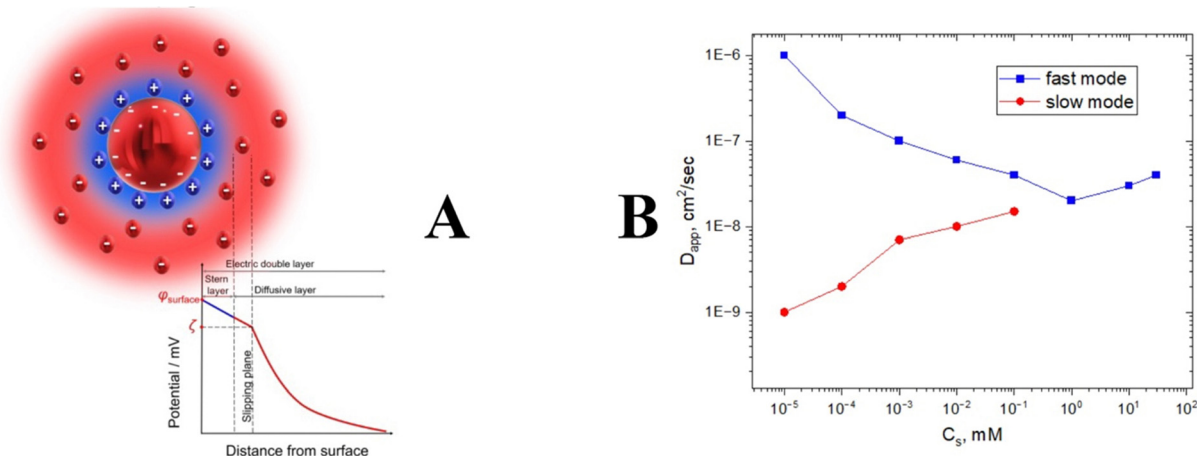 Electric double layer
Stern
layer
Diffusive layer
φsurface
ζ
Potential / mV
Slipping plane
Distance from surface
A
B
1E-6
1E-7
1E-8
1E-9
Dapp, cm²/sec
fast mode
slow mode
10⁻⁵ 10⁻⁴ 10⁻³ 10⁻² 10⁻¹ 10⁰ 10¹ 10²
Cs, mM